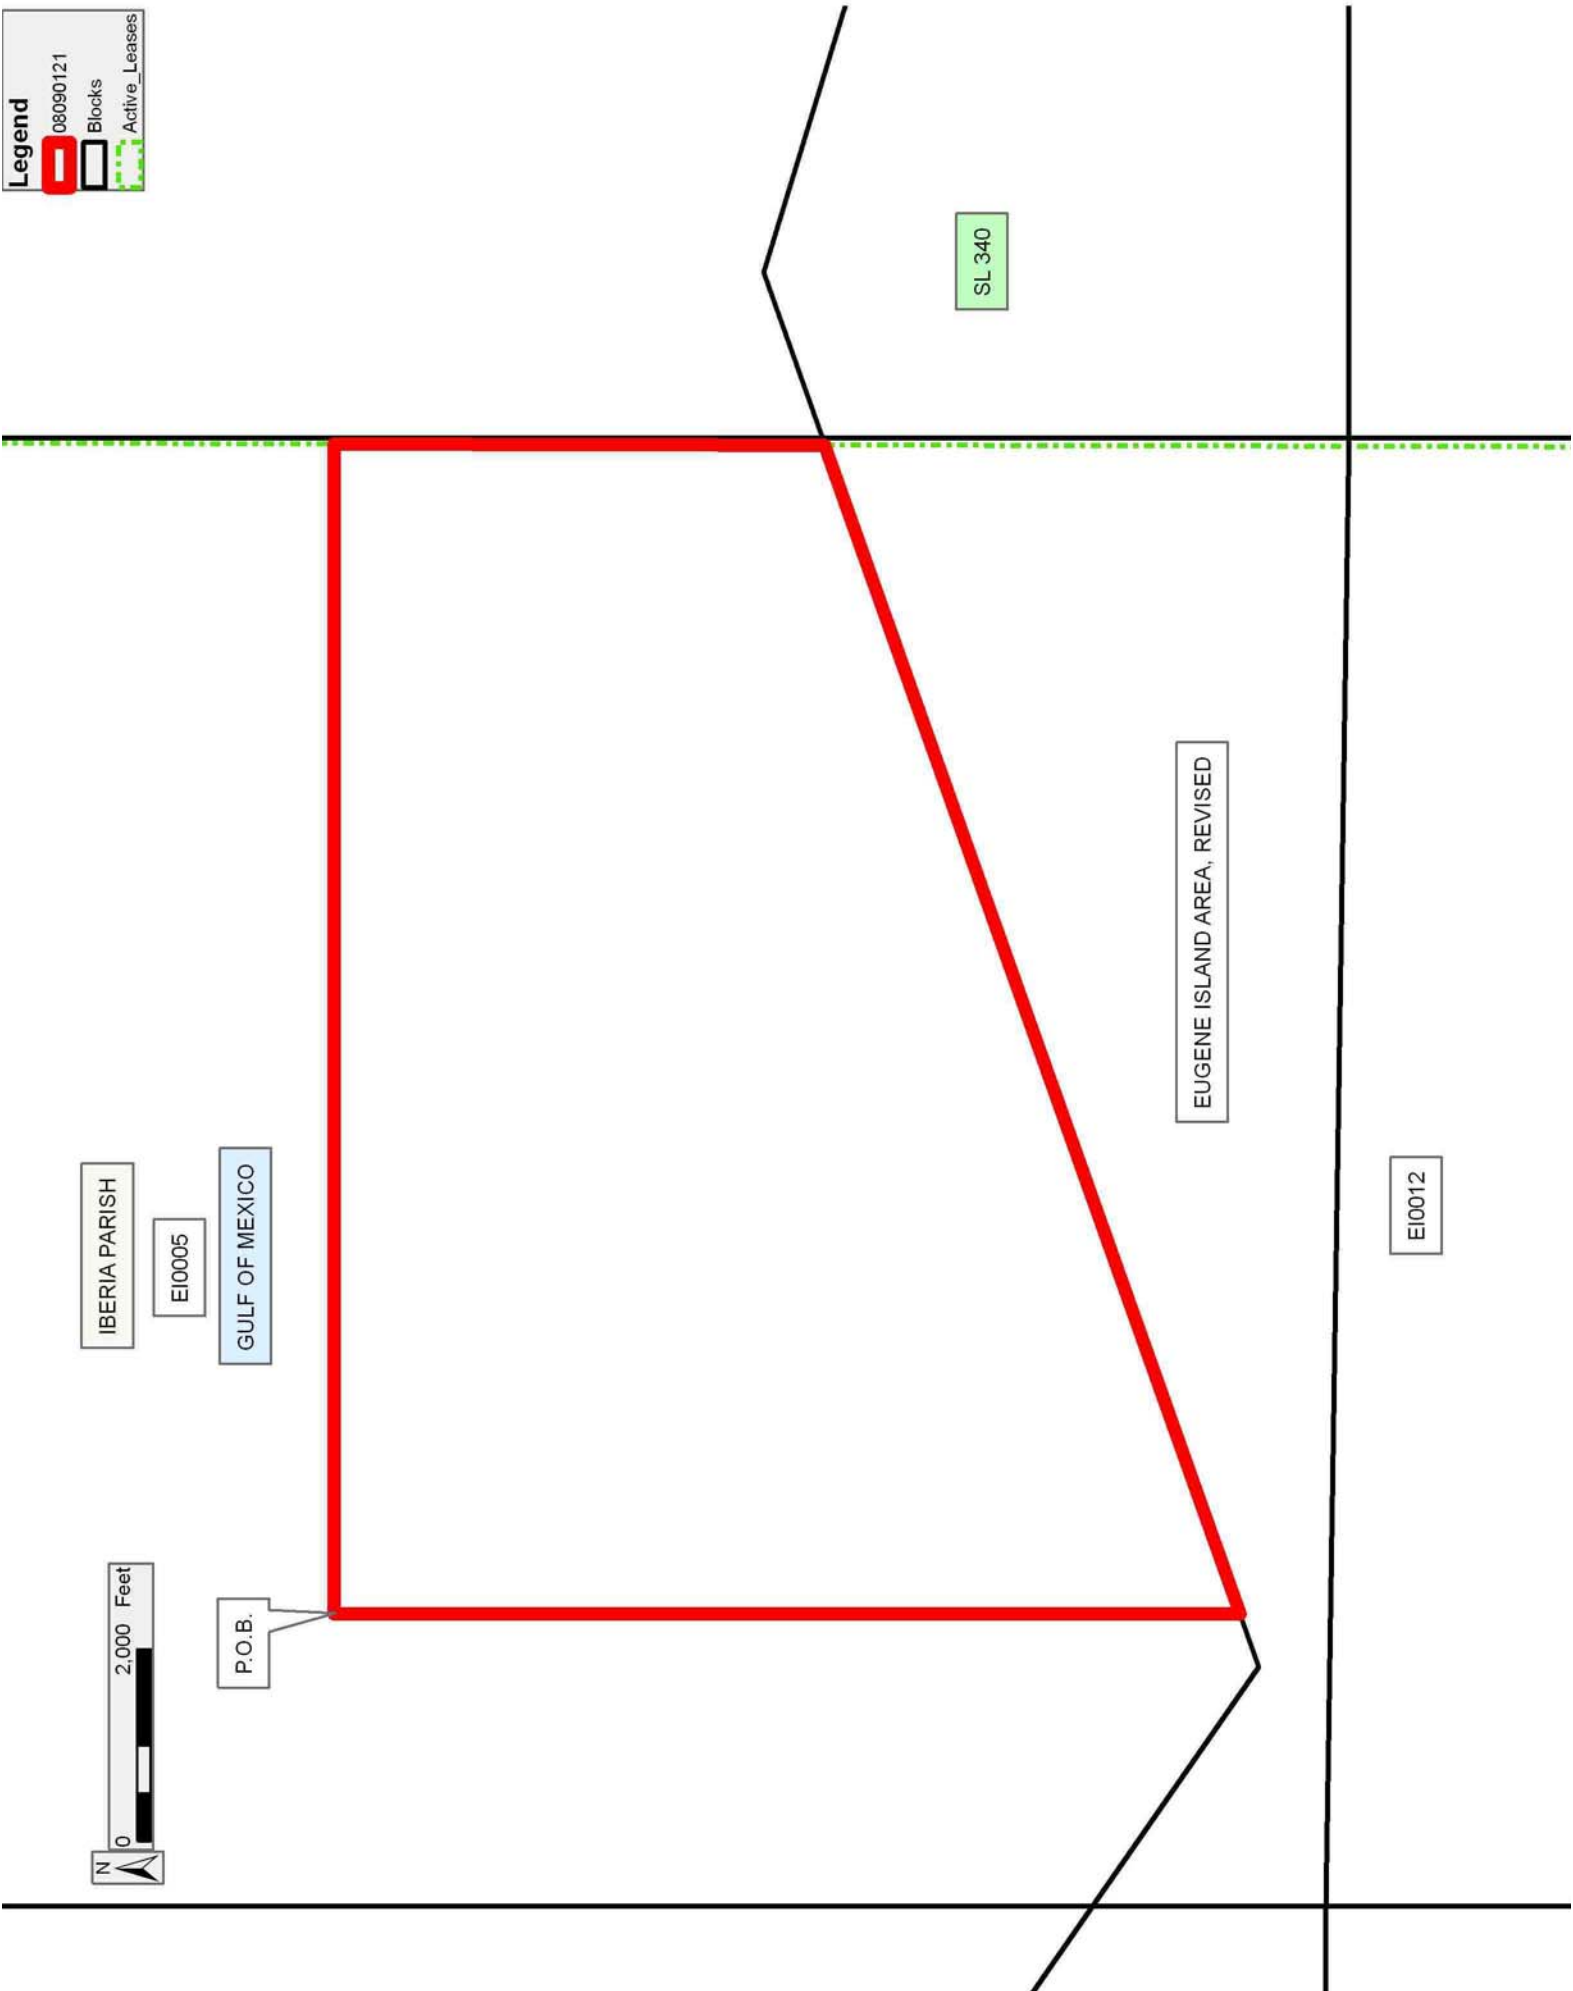 Legend
08090121
Blocks
Active_Leases
SL 340
IBERIA PARISH
EI0005
GULF OF MEXICO
EUGENE ISLAND AREA, REVISED
EI0012
P.O.B.
N
0 2,000 Feet